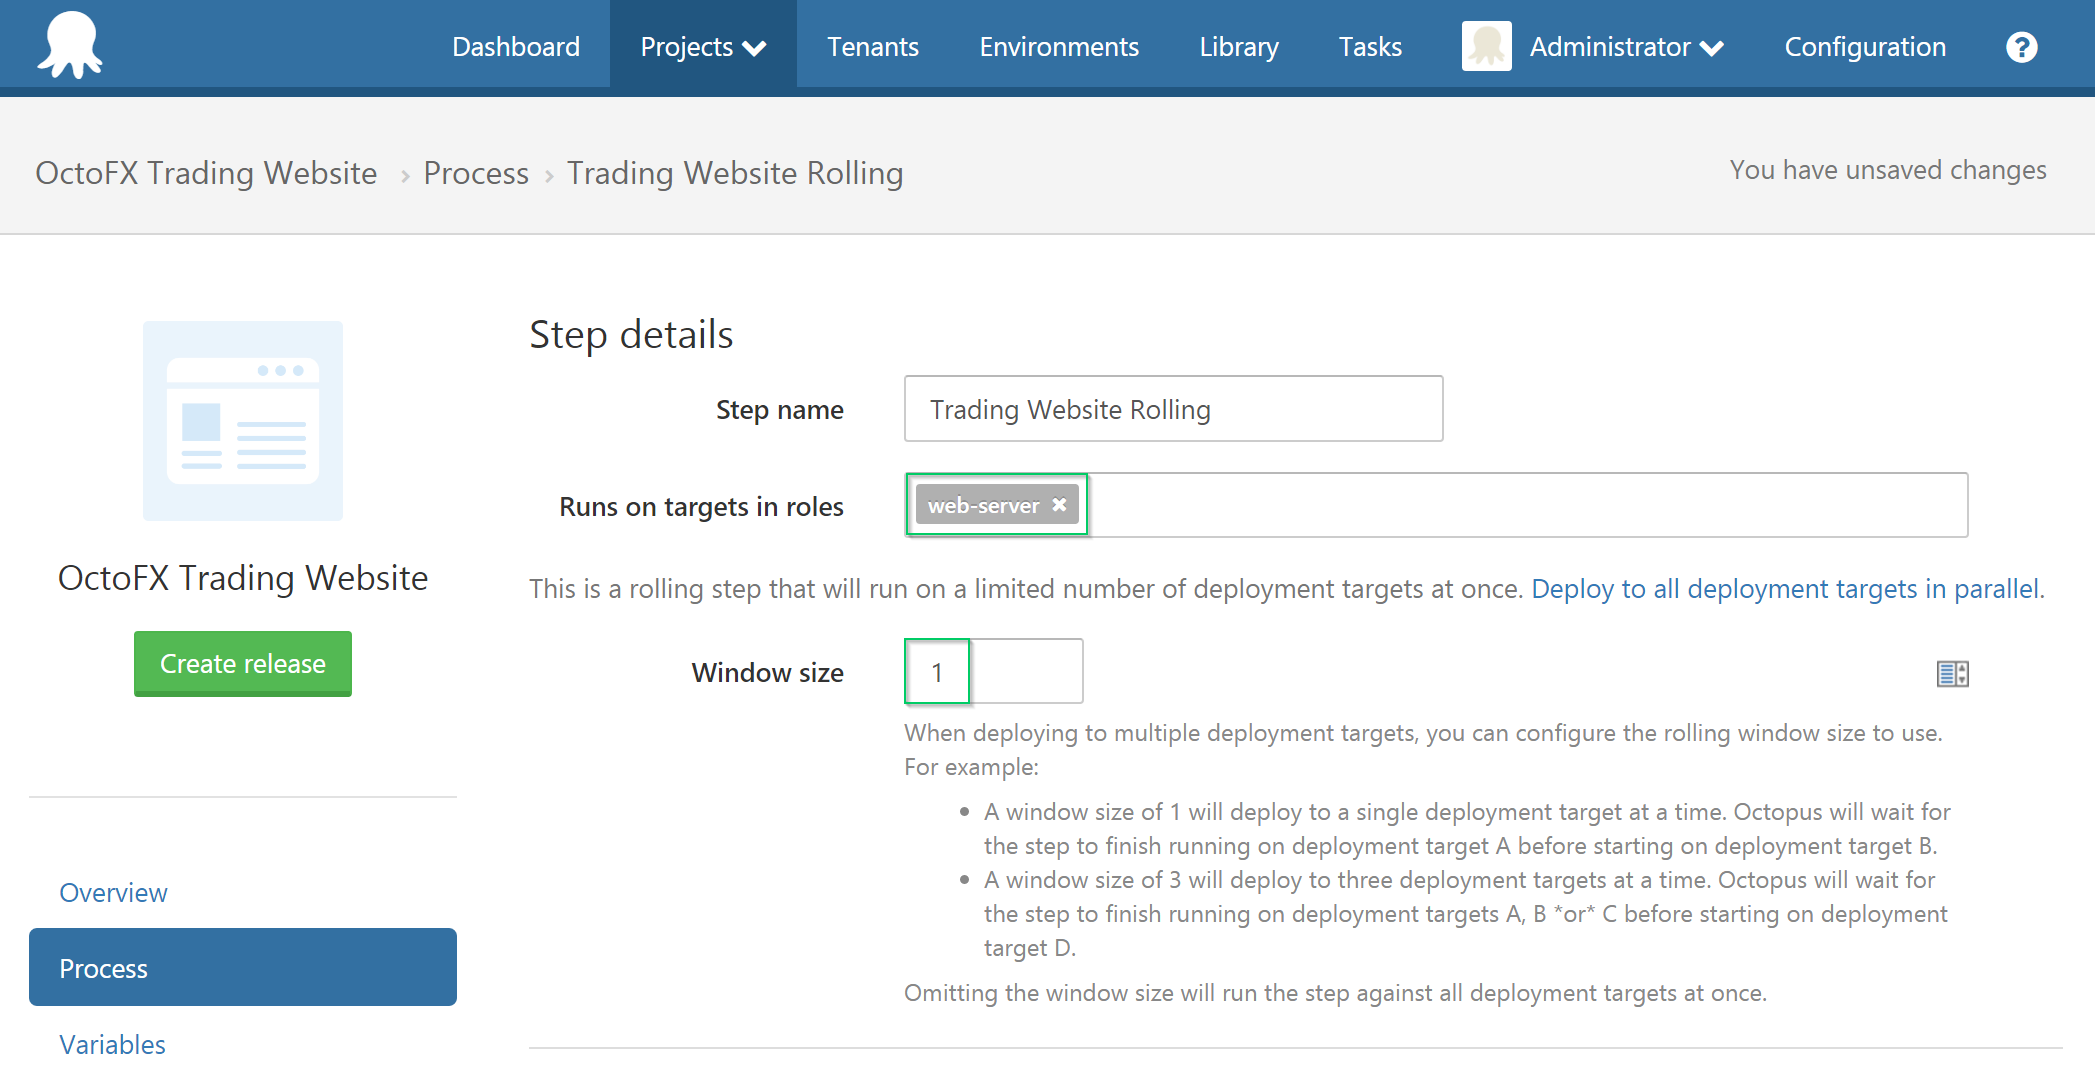 Dashboard Projects Tenants Environments Library Tasks Administrator Configuration ?
OctoFX Trading Website › Process › Trading Website Rolling
You have unsaved changes
OctoFX Trading Website
Create release
Overview
Process
Variables
Step details
Step name Trading Website Rolling
Runs on targets in roles web-server ✖
This is a rolling step that will run on a limited number of deployment targets at once. Deploy to all deployment targets in parallel.
Window size 1
When deploying to multiple deployment targets, you can configure the rolling window size to use.
For example:
• A window size of 1 will deploy to a single deployment target at a time. Octopus will wait for
the step to finish running on deployment target A before starting on deployment target B.
• A window size of 3 will deploy to three deployment targets at a time. Octopus will wait for
the step to finish running on deployment targets A, B *or* C before starting on deployment
target D.
Omitting the window size will run the step against all deployment targets at once.